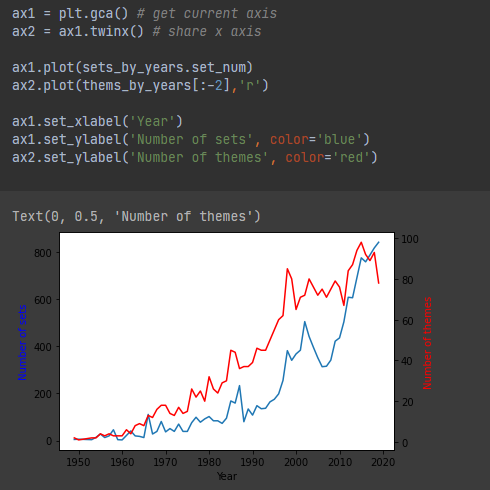 ax1 = plt.gca() # get current axis
ax2 = ax1.twinx() # share x axis
ax1.plot(sets_by_years.set_num)
ax2.plot(thems_by_years[:-2],'r')
ax1.set_xlabel('Year')
ax1.set_ylabel('Number of sets', color='blue')
ax2.set_ylabel('Number of themes', color='red')
Text(0, 0.5, 'Number of themes')
800
600
400
200
0
Number of sets
100
80
60
40
20
0
Number of themes
1950 1960 1970 1980 1990 2000 2010 2020
Year